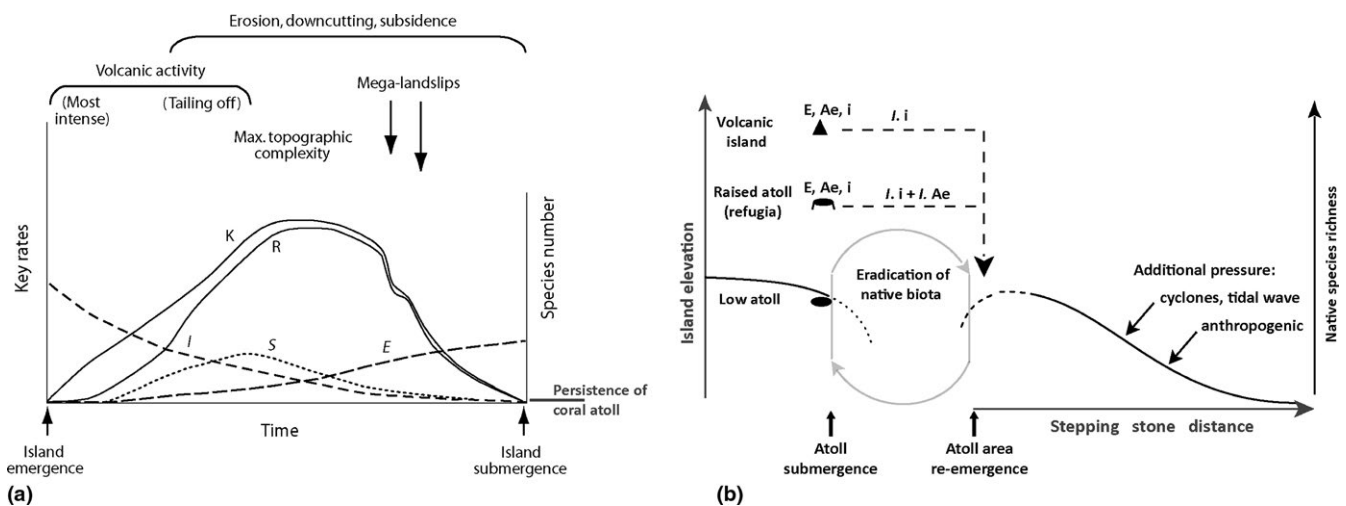 Erosion, downcutting, subsidence
Volcanic activity
(Most
intense)
(Tailing off)
Mega-landslips
Max. topographic
complexity
Key rates
Species number
K
R
I
S
E
Persistence of
coral atoll
Time
Island
emergence
Island
submergence
(a)
Island elevation
Native species richness
Volcanic
island
E, Ae, i
I. i
Raised atoll
(refugia)
E, Ae, i
I. i + I. Ae
Low atoll
Eradication of
native biota
Additional pressure:
cyclones, tidal wave
anthropogenic
Stepping stone distance
Atoll
submergence
Atoll area
re-emergence
(b)